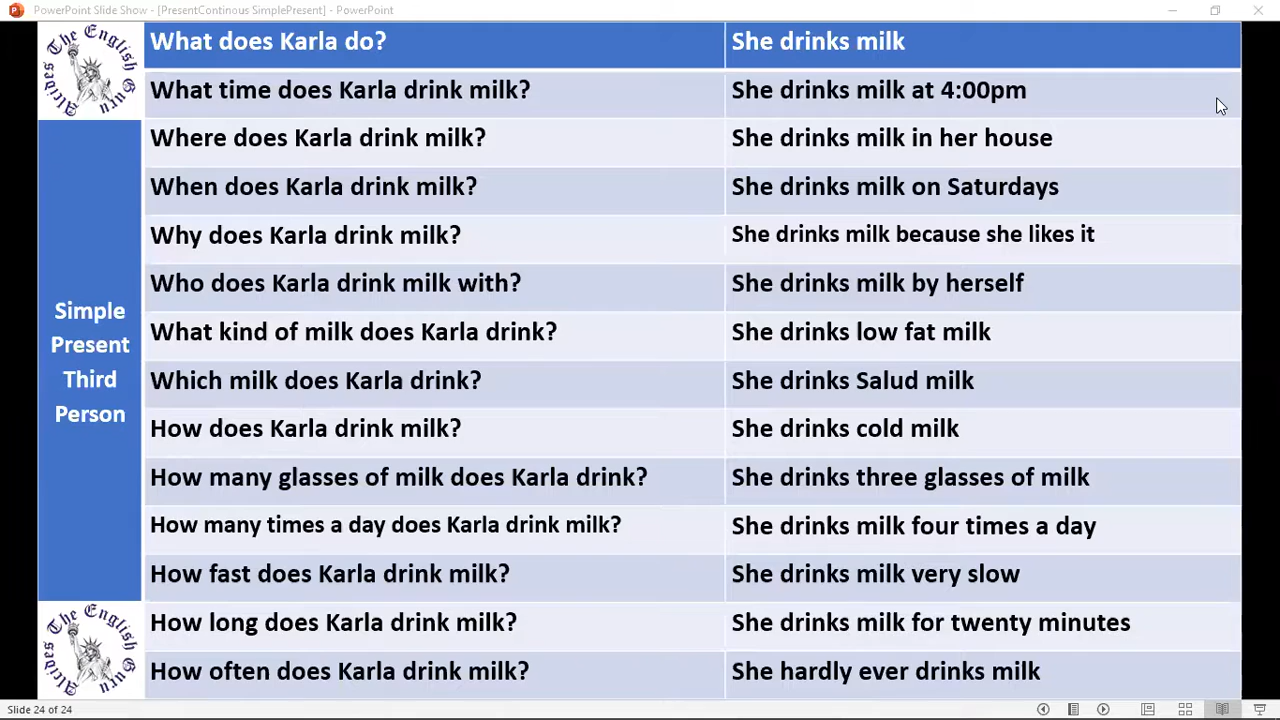 PowerPoint Slide Show - [PresentContinous SimplePresent] - PowerPoint
Alcides The English Guru
What does Karla do? She drinks milk
What time does Karla drink milk? She drinks milk at 4:00pm
Where does Karla drink milk? She drinks milk in her house
When does Karla drink milk? She drinks milk on Saturdays
Why does Karla drink milk? She drinks milk because she likes it
Who does Karla drink milk with? She drinks milk by herself
Simple
Present
Third
Person
What kind of milk does Karla drink? She drinks low fat milk
Which milk does Karla drink? She drinks Salud milk
How does Karla drink milk? She drinks cold milk
How many glasses of milk does Karla drink? She drinks three glasses of milk
How many times a day does Karla drink milk? She drinks milk four times a day
How fast does Karla drink milk? She drinks milk very slow
Alcides The English Guru
How long does Karla drink milk? She drinks milk for twenty minutes
How often does Karla drink milk? She hardly ever drinks milk
Slide 24 of 24